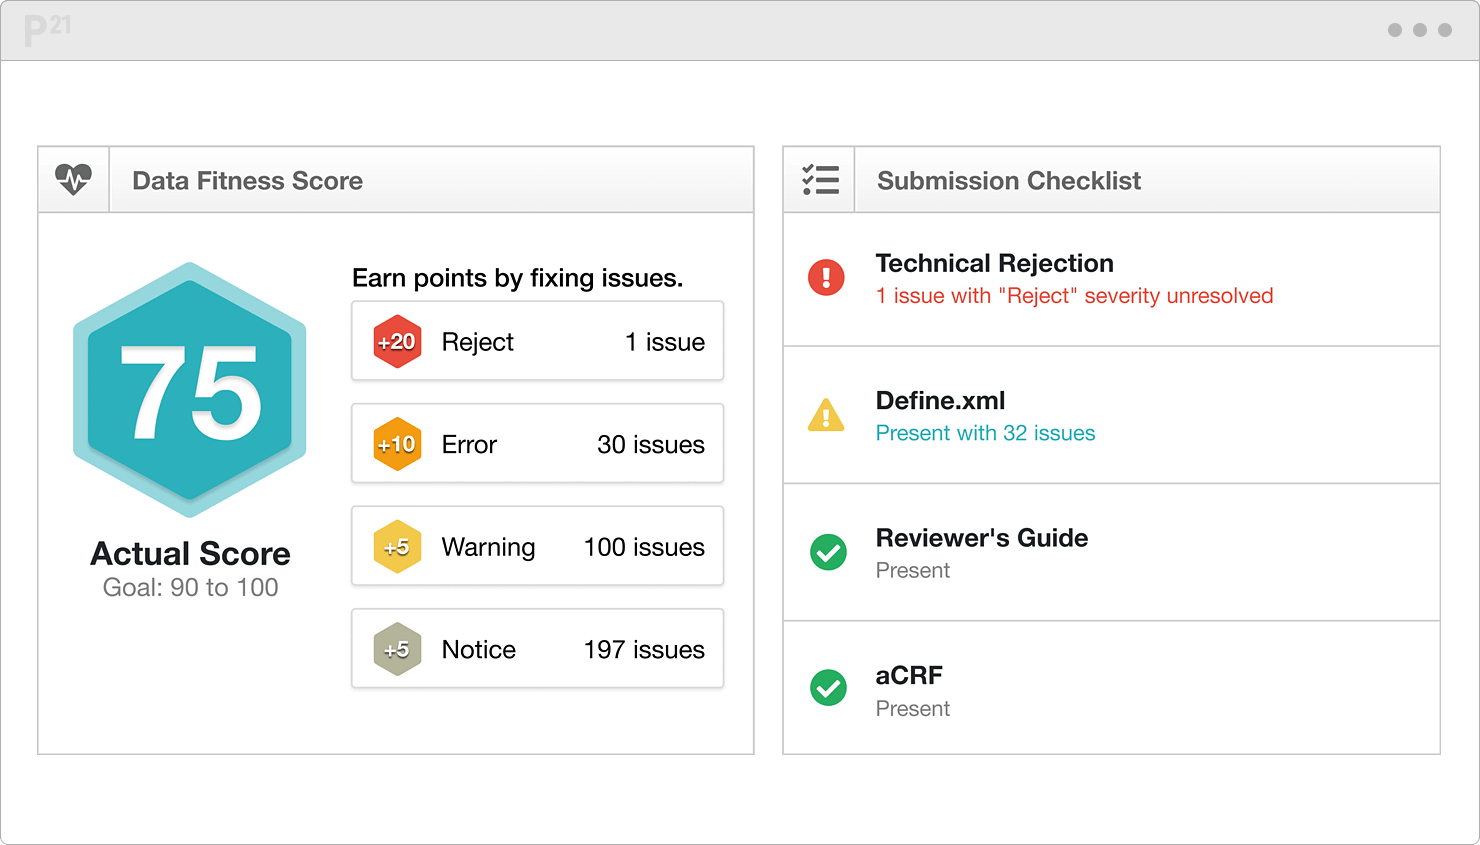 P21
Data Fitness Score
75
Actual Score
Goal: 90 to 100
Earn points by fixing issues.
+20 Reject 1 issue
+10 Error 30 issues
+5 Warning 100 issues
+5 Notice 197 issues
Submission Checklist
Technical Rejection
1 issue with "Reject" severity unresolved
Define.xml
Present with 32 issues
Reviewer's Guide
Present
aCRF
Present